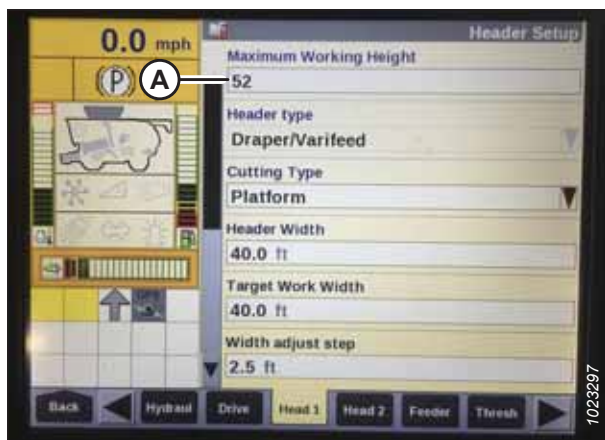 0.0 mph
(P)
A
Header Setup
Maximum Working Height
52
Header type
Draper/Varifeed
Cutting Type
Platform
Header Width
40.0 ft
Target Work Width
40.0 ft
Width adjust step
2.5 ft
Back
Hydraul
Drive
Head 1
Head 2
Feeder
Thresh
1023297